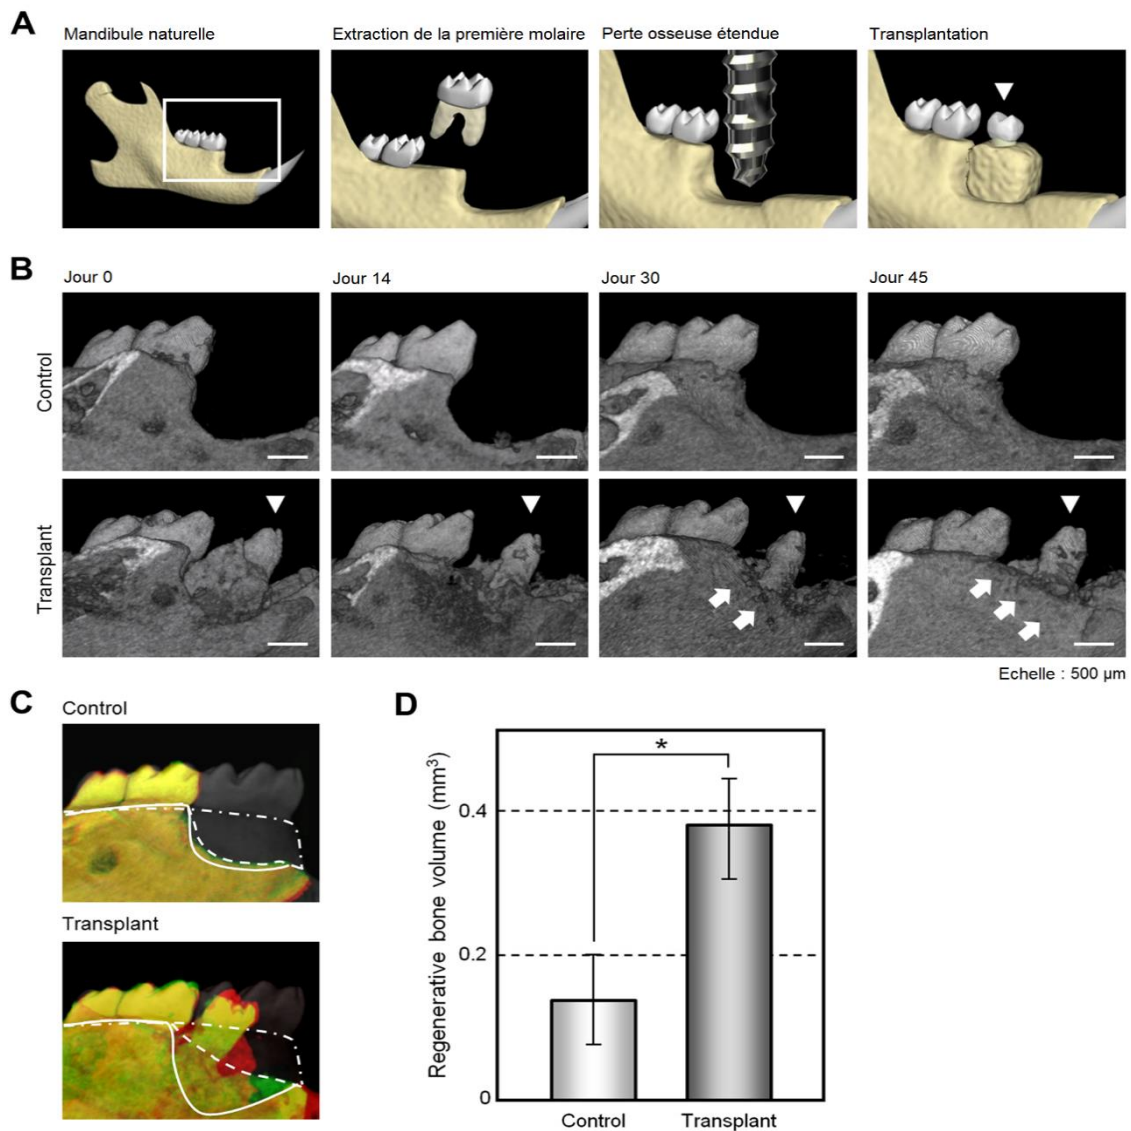 A
Mandibule naturelle
Extraction de la première molaire
Perte osseuse étendue
Transplantation
B
Jour 0
Jour 14
Jour 30
Jour 45
Control
Transplant
Echelle : 500 µm
C
Control
Transplant
D
Regenerative bone volume (mm³)
*
0.4
0.2
0
Control
Transplant